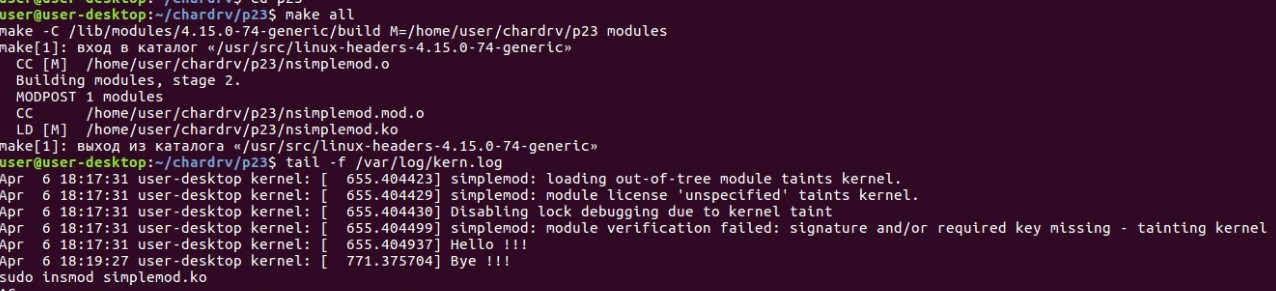 user@user-desktop:~/chardrv$ cd p23
user@user-desktop:~/chardrv/p23$ make all
make -C /lib/modules/4.15.0-74-generic/build M=/home/user/chardrv/p23 modules
make[1]: вход в каталог «/usr/src/linux-headers-4.15.0-74-generic»
  CC [M]  /home/user/chardrv/p23/nsimplemod.o
  Building modules, stage 2.
  MODPOST 1 modules
  CC      /home/user/chardrv/p23/nsimplemod.mod.o
  LD [M]  /home/user/chardrv/p23/nsimplemod.ko
make[1]: выход из каталога «/usr/src/linux-headers-4.15.0-74-generic»
user@user-desktop:~/chardrv/p23$ tail -f /var/log/kern.log
Apr  6 18:17:31 user-desktop kernel: [  655.404423] simplemod: loading out-of-tree module taints kernel.
Apr  6 18:17:31 user-desktop kernel: [  655.404429] simplemod: module license 'unspecified' taints kernel.
Apr  6 18:17:31 user-desktop kernel: [  655.404430] Disabling lock debugging due to kernel taint
Apr  6 18:17:31 user-desktop kernel: [  655.404499] simplemod: module verification failed: signature and/or required key missing - tainting kernel
Apr  6 18:17:31 user-desktop kernel: [  655.404937] Hello !!!
Apr  6 18:19:27 user-desktop kernel: [  771.375704] Bye !!!
sudo insmod simplemod.ko